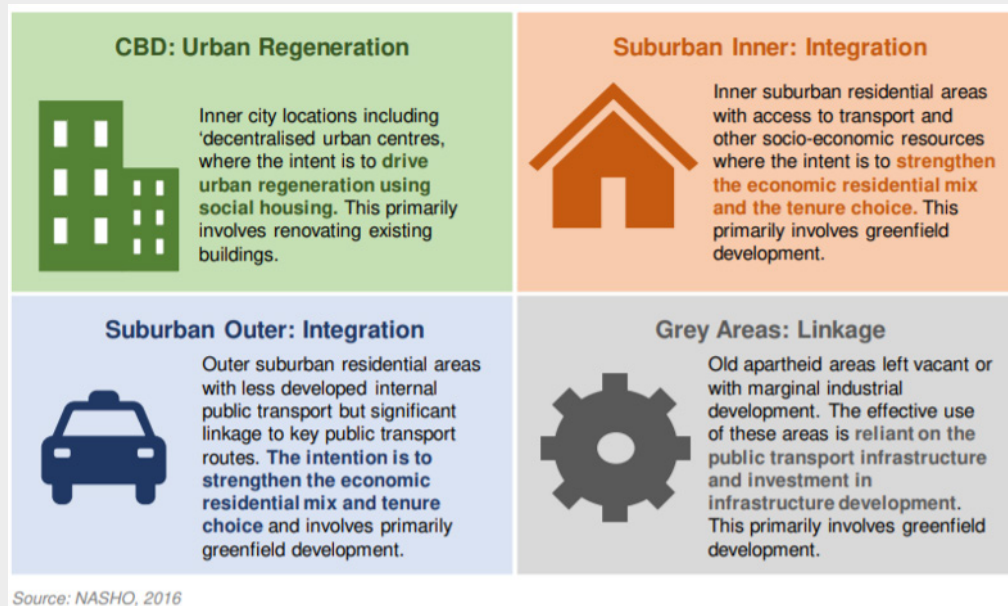 CBD: Urban Regeneration
Inner city locations including
‘decentralised urban centres,
where the intent is to drive
urban regeneration using
social housing. This primarily
involves renovating existing
buildings.
Suburban Inner: Integration
Inner suburban residential areas
with access to transport and
other socio-economic resources
where the intent is to strengthen
the economic residential mix
and the tenure choice. This
primarily involves greenfield
development.
Suburban Outer: Integration
Outer suburban residential areas
with less developed internal
public transport but significant
linkage to key public transport
routes. The intention is to
strengthen the economic
residential mix and tenure
choice and involves primarily
greenfield development.
Grey Areas: Linkage
Old apartheid areas left vacant or
with marginal industrial
development. The effective use
of these areas is reliant on the
public transport infrastructure
and investment in
infrastructure development.
This primarily involves greenfield
development.
Source: NASHO, 2016